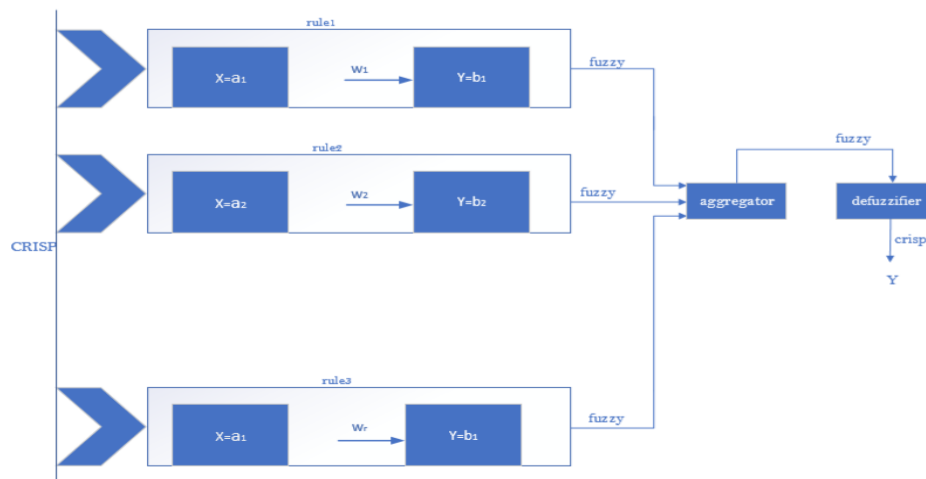 rule1
X=a₁
w₁
Y=b₁
fuzzy
rule2
X=a₂
w₂
Y=b₂
fuzzy
fuzzy
aggregator
defuzzifier
CRISP
crisp
Y
rule3
X=a₁
wᵣ
Y=b₁
fuzzy